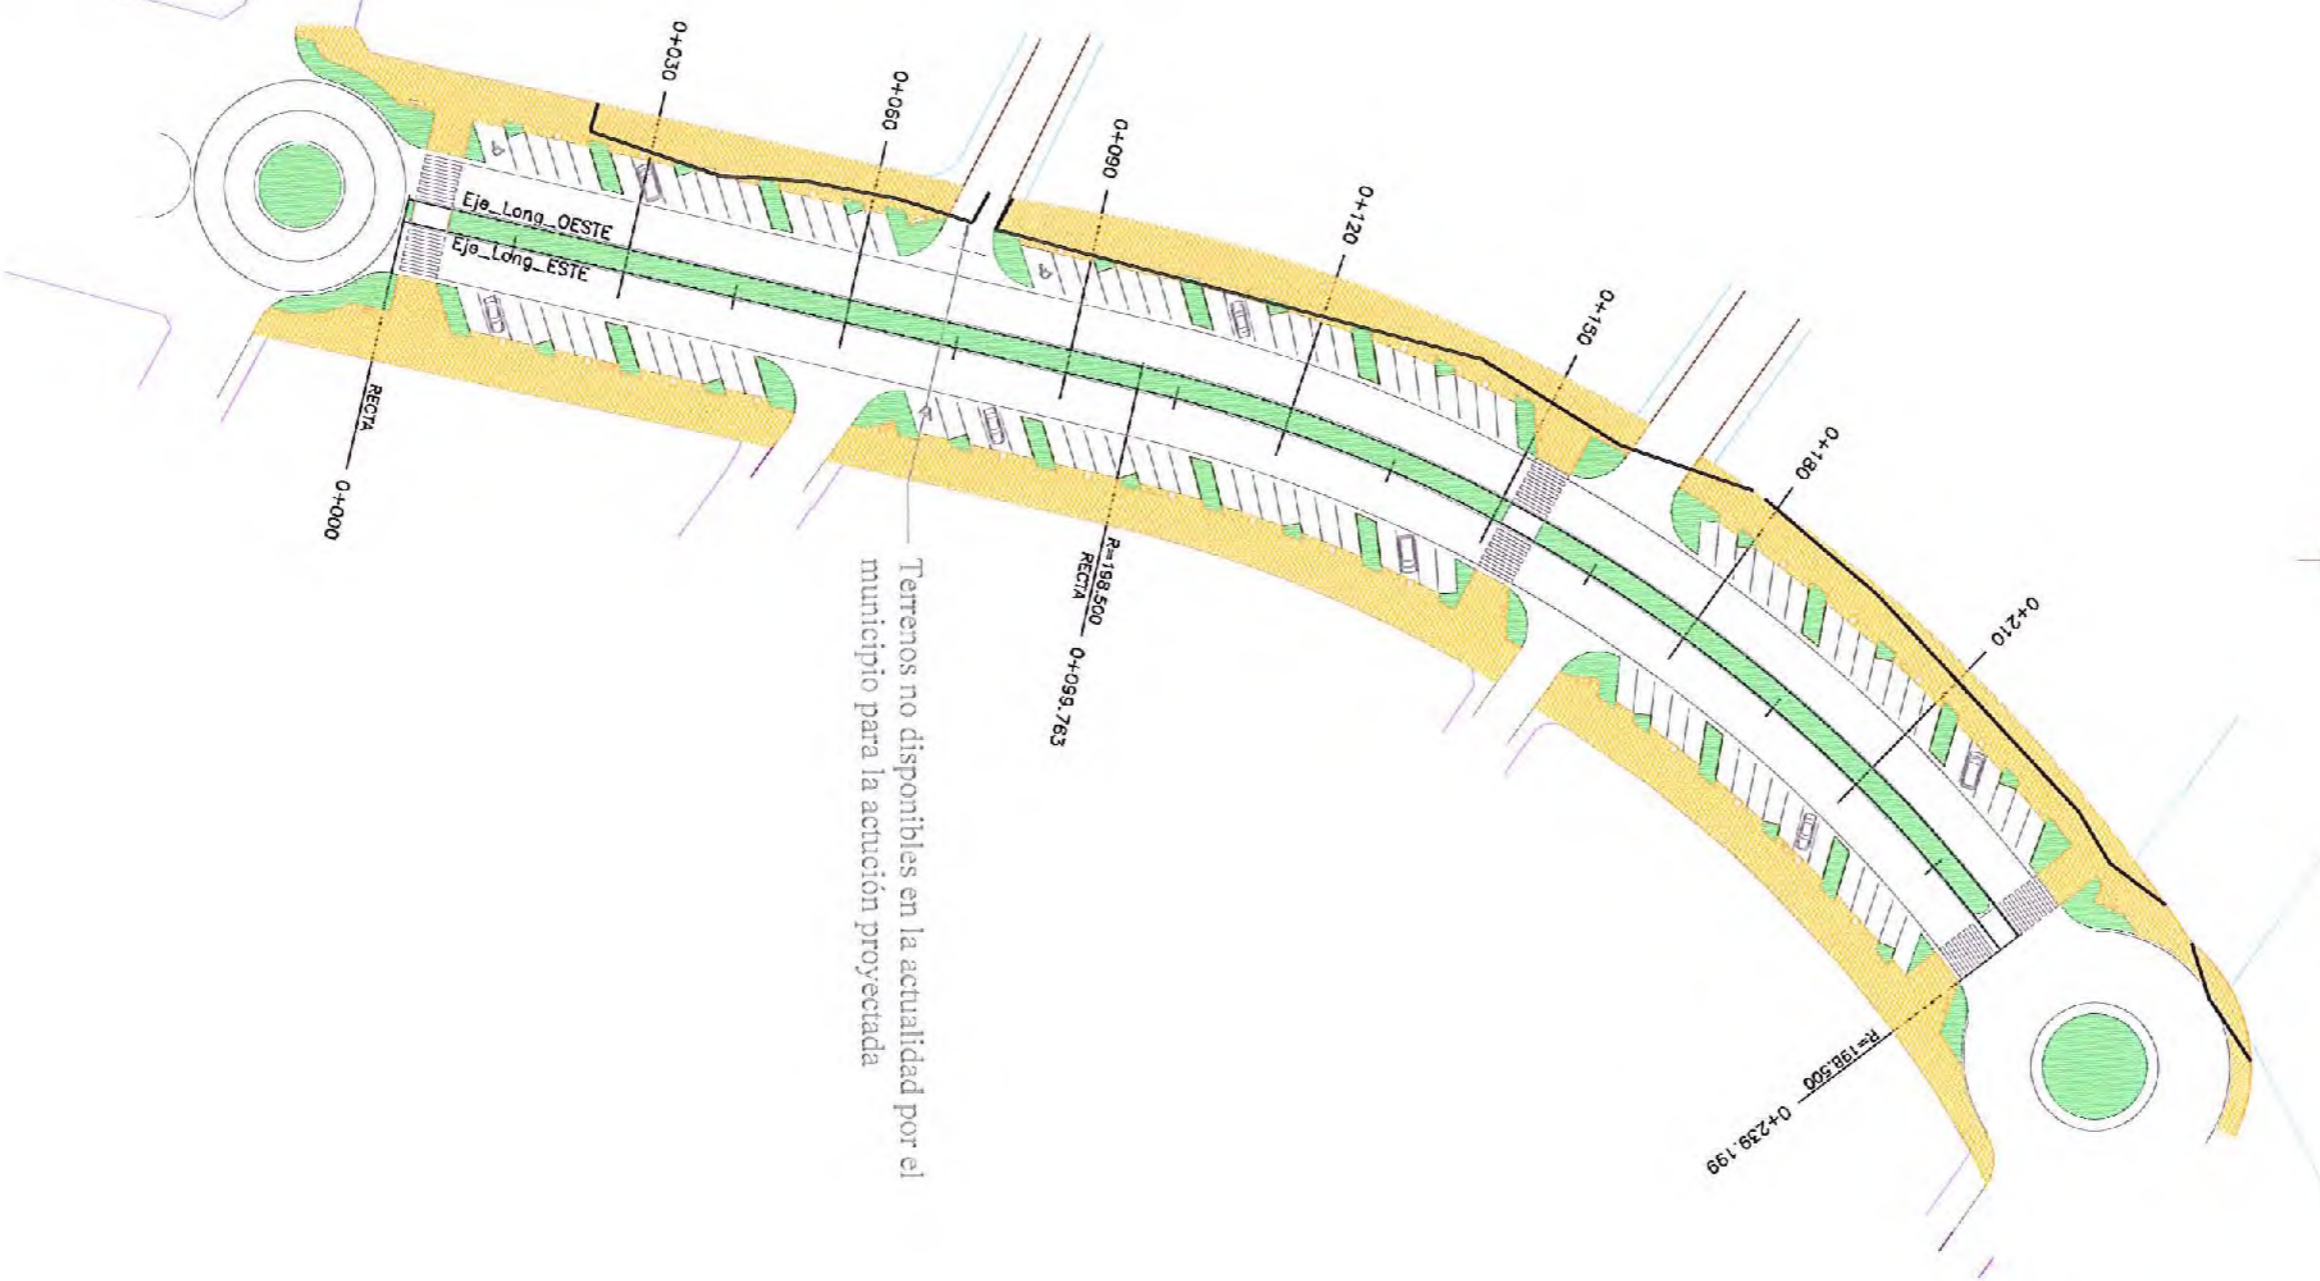 0+030
0+060
0+090
0+120
0+150
0+180
0+210
Eje_Long_OESTE
Eje_Long_ESTE
RECTA
0+000
R=198.500
RECTA
0+099.763
Terrenos no disponibles en la actualidad por el
municipio para la actución proyectada
R=198.500
0+239.199